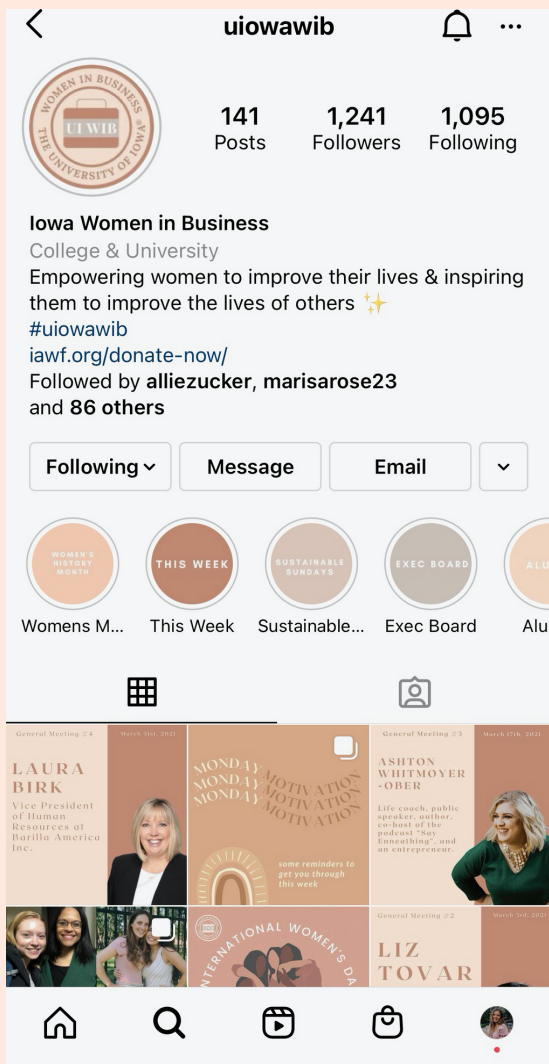 uiowawib
WOMEN IN BUSINESS
UI WIB
THE UNIVERSITY OF IOWA®
141
Posts
1,241
Followers
1,095
Following
Iowa Women in Business
College & University
Empowering women to improve their lives & inspiring
them to improve the lives of others ✨
#uiowawib
iawf.org/donate-now/
Followed by alliezucker, marisarose23
and 86 others
Following
Message
Email
WOMEN'S
HISTORY
MONTH
THIS WEEK
SUSTAINABLE
SUNDAYS
EXEC BOARD
ALU
Womens M...
This Week
Sustainable...
Exec Board
Alu
General Meeting #4
March 31st, 2021
LAURA
BIRK
Vice President
of Human
Resources at
Barilla America
Inc.
MONDAY
MONDAY
MONDAY
MOTIVATION
MOTIVATION
MOTIVATION
some reminders to
get you through
this week
General Meeting #3
March 17th, 2021
ASHTON
WHITMOYER
-OBER
Life coach, public
speaker, author,
co-host of the
podcast "Say
Enneathing", and
an entrepreneur.
NTERNATIONAL WOMEN'S DA
General Meeting #2
March 3rd, 2021
LIZ
TOVAR